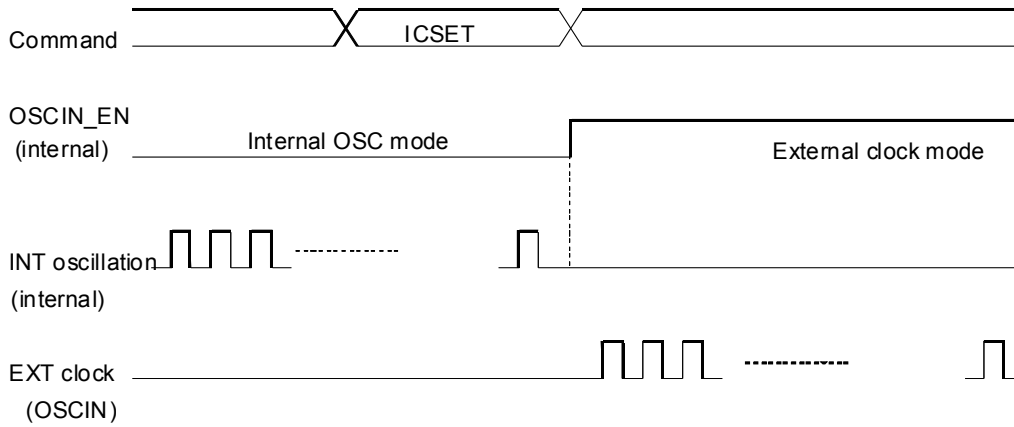 ICSET
Command
OSCIN_EN
(internal)
Internal OSC mode
External clock mode
INT oscillation
(internal)
EXT clock
(OSCIN)